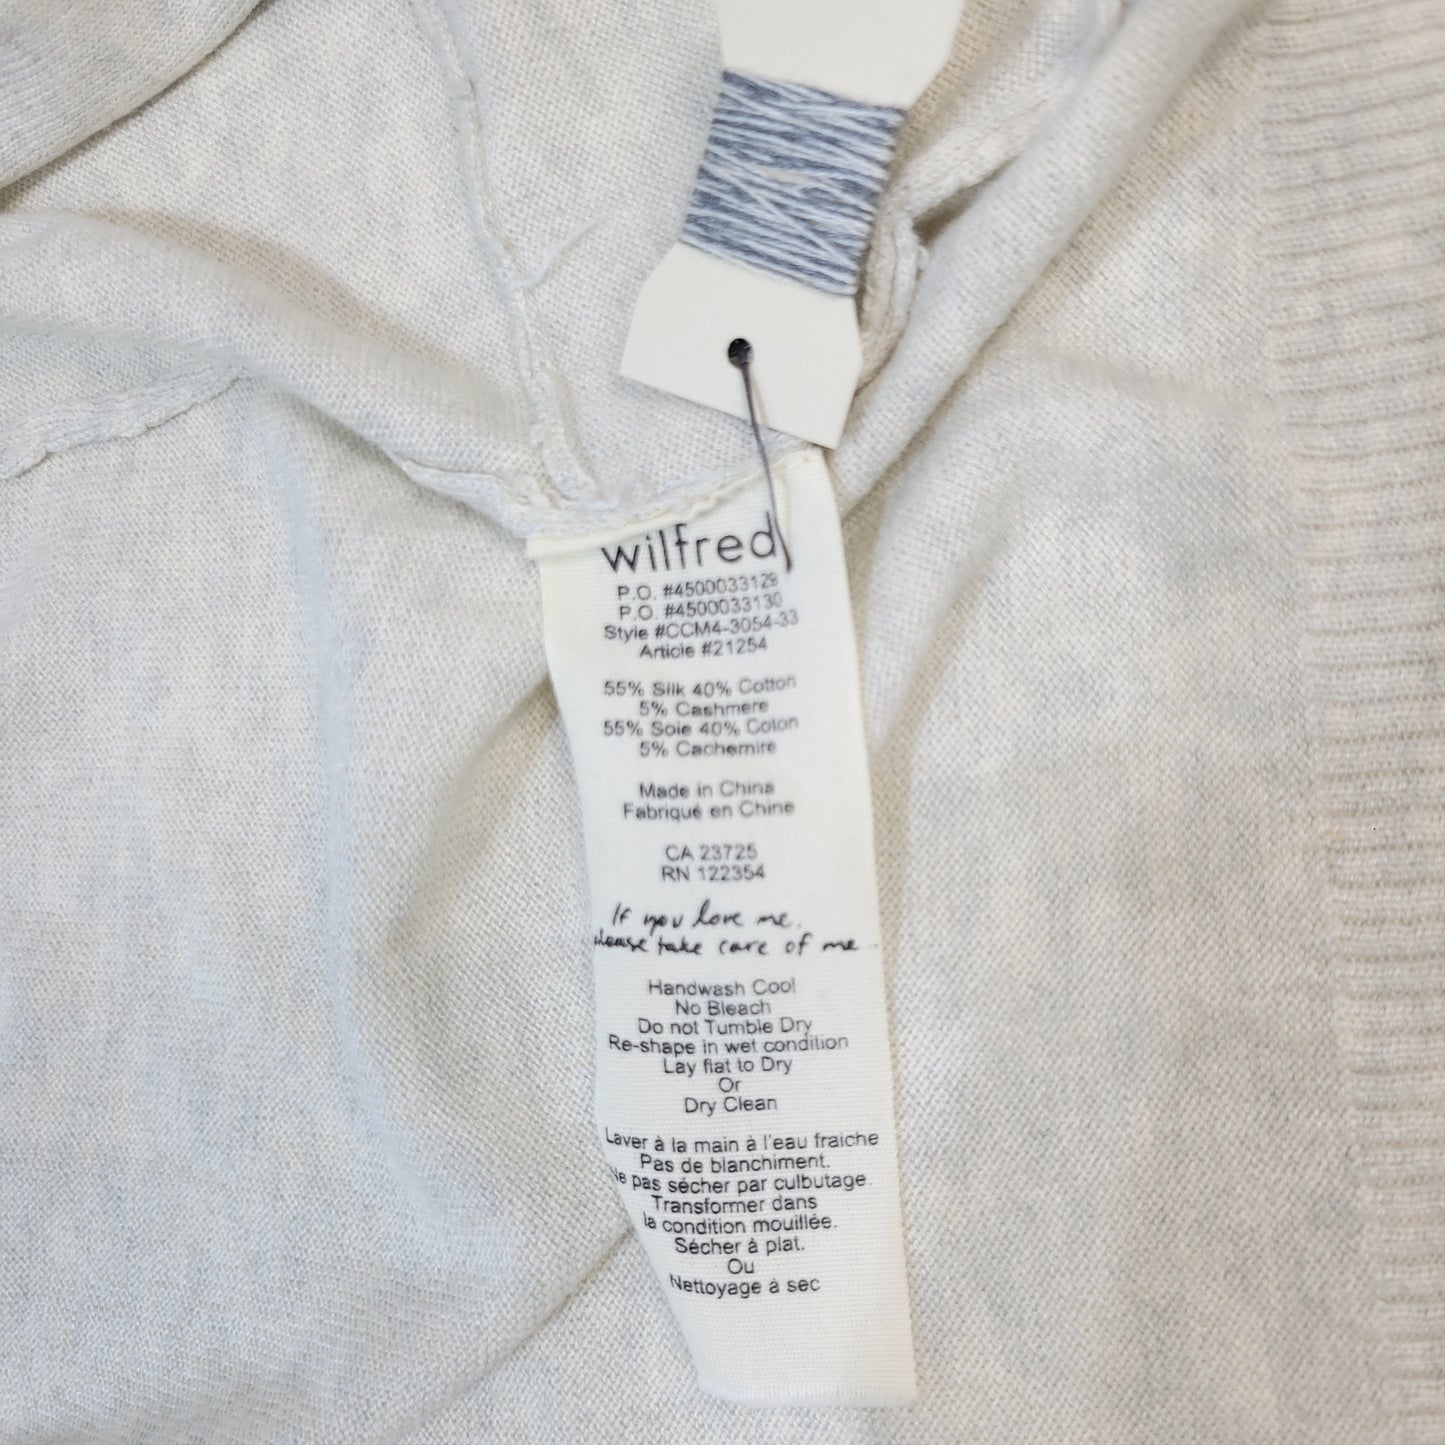 wilfred
P.O. #4500033129
P.O. #4500033130
Style #CCM4-3054-33
Article #21254
55% Silk 40% Cotton
5% Cashmere
55% Soie 40% Coton
5% Cachemire
Made in China
Fabriqué en Chine
CA 23725
RN 122354
If you love me.
please take care of me
Handwash Cool
No Bleach
Do not Tumble Dry
Re-shape in wet condition
Lay flat to Dry
Or
Dry Clean
Laver à la main à l'eau fraiche
Pas de blanchiment.
Ne pas sécher par culbutage.
Transformer dans
la condition mouillée.
Sécher à plat.
Ou
Nettoyage à sec